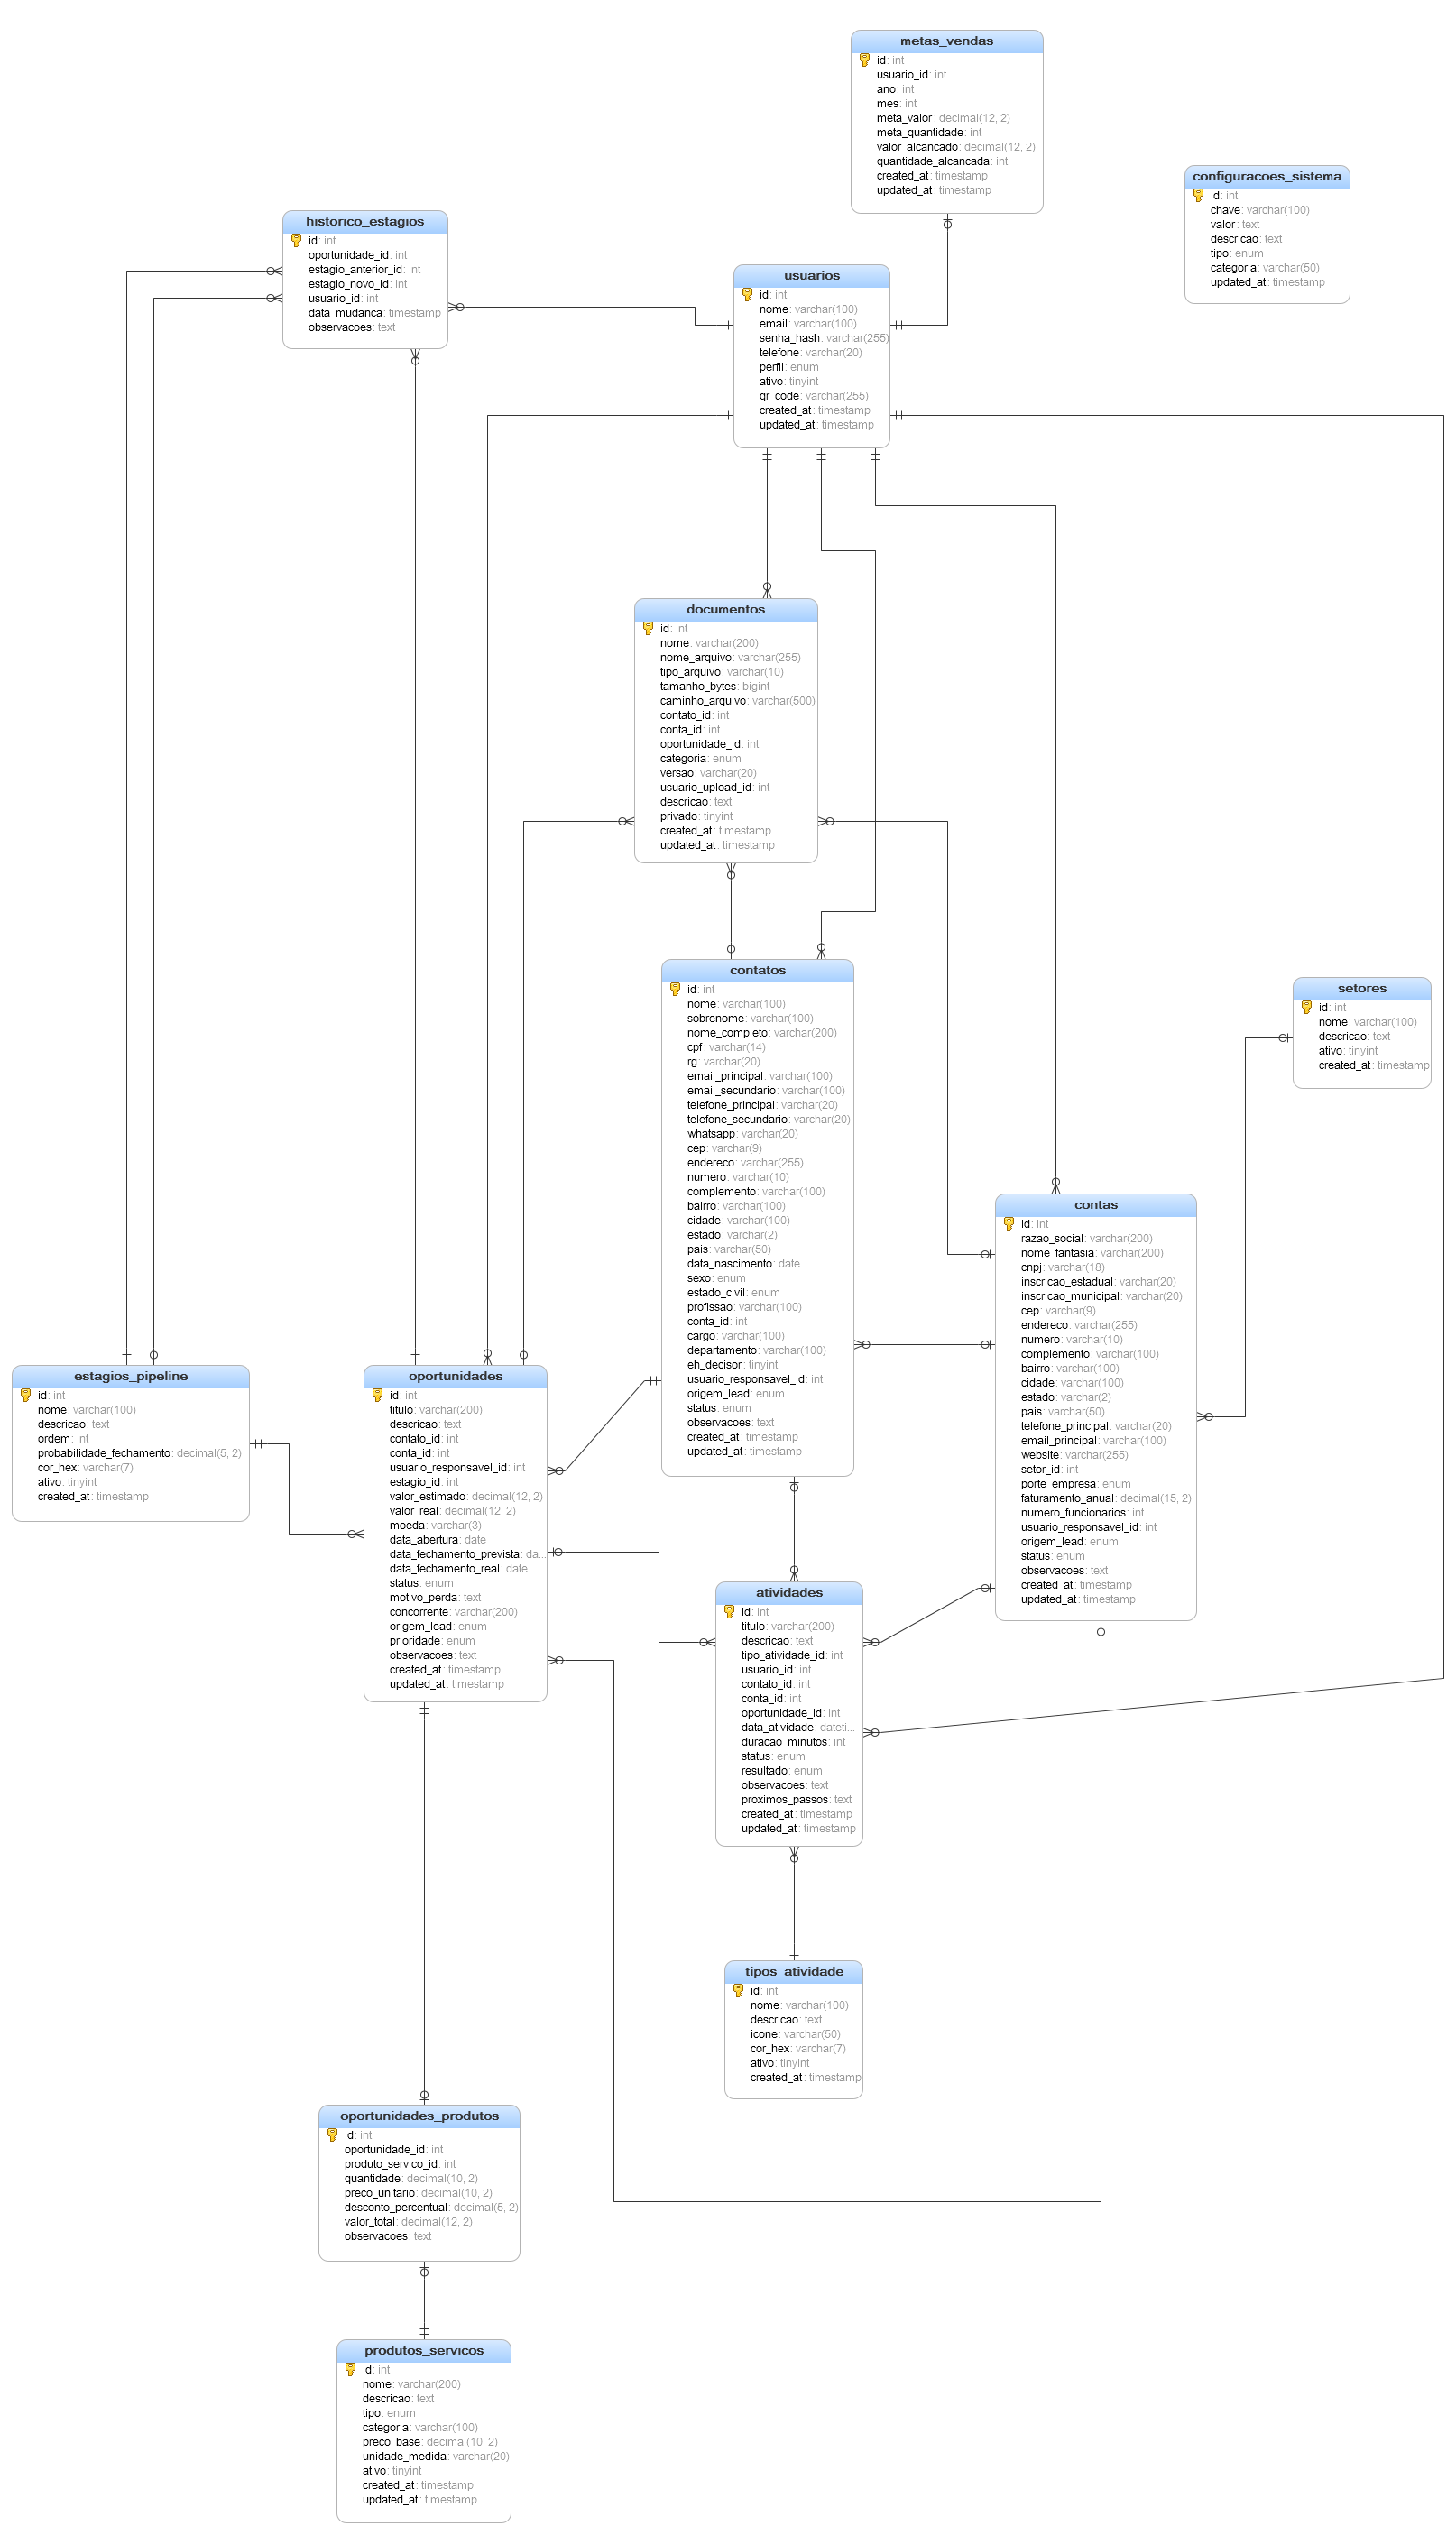 metas_vendas
id: int
usuario_id: int
ano: int
mes: int
meta_valor: decimal(12, 2)
meta_quantidade: int
valor_alcancado: decimal(12, 2)
quantidade_alcancada: int
created_at: timestamp
updated_at: timestamp
configuracoes_sistema
id: int
chave: varchar(100)
valor: text
descricao: text
tipo: enum
categoria: varchar(50)
updated_at: timestamp
historico_estagios
id: int
oportunidade_id: int
estagio_anterior_id: int
estagio_novo_id: int
usuario_id: int
data_mudanca: timestamp
observacoes: text
usuarios
id: int
nome: varchar(100)
email: varchar(100)
senha_hash: varchar(255)
telefone: varchar(20)
perfil: enum
ativo: tinyint
qr_code: varchar(255)
created_at: timestamp
updated_at: timestamp
documentos
id: int
nome: varchar(200)
nome_arquivo: varchar(255)
tipo_arquivo: varchar(10)
tamanho_bytes: bigint
caminho_arquivo: varchar(500)
contato_id: int
conta_id: int
oportunidade_id: int
categoria: enum
versao: varchar(20)
usuario_upload_id: int
descricao: text
privado: tinyint
created_at: timestamp
updated_at: timestamp
contatos
id: int
nome: varchar(100)
sobrenome: varchar(100)
nome_completo: varchar(200)
cpf: varchar(14)
rg: varchar(20)
email_principal: varchar(100)
email_secundario: varchar(100)
telefone_principal: varchar(20)
telefone_secundario: varchar(20)
whatsapp: varchar(20)
cep: varchar(9)
endereco: varchar(255)
numero: varchar(10)
complemento: varchar(100)
bairro: varchar(100)
cidade: varchar(100)
estado: varchar(2)
pais: varchar(50)
data_nascimento: date
sexo: enum
estado_civil: enum
profissao: varchar(100)
conta_id: int
cargo: varchar(100)
departamento: varchar(100)
eh_decisor: tinyint
usuario_responsavel_id: int
origem_lead: enum
status: enum
observacoes: text
created_at: timestamp
updated_at: timestamp
setores
id: int
nome: varchar(100)
descricao: text
ativo: tinyint
created_at: timestamp
contas
id: int
razao_social: varchar(200)
nome_fantasia: varchar(200)
cnpj: varchar(18)
inscricao_estadual: varchar(20)
inscricao_municipal: varchar(20)
cep: varchar(9)
endereco: varchar(255)
numero: varchar(10)
complemento: varchar(100)
bairro: varchar(100)
cidade: varchar(100)
estado: varchar(2)
pais: varchar(50)
telefone_principal: varchar(20)
email_principal: varchar(100)
website: varchar(255)
setor_id: int
porte_empresa: enum
faturamento_anual: decimal(15, 2)
numero_funcionarios: int
usuario_responsavel_id: int
origem_lead: enum
status: enum
observacoes: text
created_at: timestamp
updated_at: timestamp
estagios_pipeline
id: int
nome: varchar(100)
descricao: text
ordem: int
probabilidade_fechamento: decimal(5, 2)
cor_hex: varchar(7)
ativo: tinyint
created_at: timestamp
oportunidades
id: int
titulo: varchar(200)
descricao: text
contato_id: int
conta_id: int
usuario_responsavel_id: int
estagio_id: int
valor_estimado: decimal(12, 2)
valor_real: decimal(12, 2)
moeda: varchar(3)
data_abertura: date
data_fechamento_prevista: da...
data_fechamento_real: date
status: enum
motivo_perda: text
concorrente: varchar(200)
origem_lead: enum
prioridade: enum
observacoes: text
created_at: timestamp
updated_at: timestamp
atividades
id: int
titulo: varchar(200)
descricao: text
tipo_atividade_id: int
usuario_id: int
contato_id: int
conta_id: int
oportunidade_id: int
data_atividade: dateti...
duracao_minutos: int
status: enum
resultado: enum
observacoes: text
proximos_passos: text
created_at: timestamp
updated_at: timestamp
tipos_atividade
id: int
nome: varchar(100)
descricao: text
icone: varchar(50)
cor_hex: varchar(7)
ativo: tinyint
created_at: timestamp
oportunidades_produtos
id: int
oportunidade_id: int
produto_servico_id: int
quantidade: decimal(10, 2)
preco_unitario: decimal(10, 2)
desconto_percentual: decimal(5, 2)
valor_total: decimal(12, 2)
observacoes: text
produtos_servicos
id: int
nome: varchar(200)
descricao: text
tipo: enum
categoria: varchar(100)
preco_base: decimal(10, 2)
unidade_medida: varchar(20)
ativo: tinyint
created_at: timestamp
updated_at: timestamp